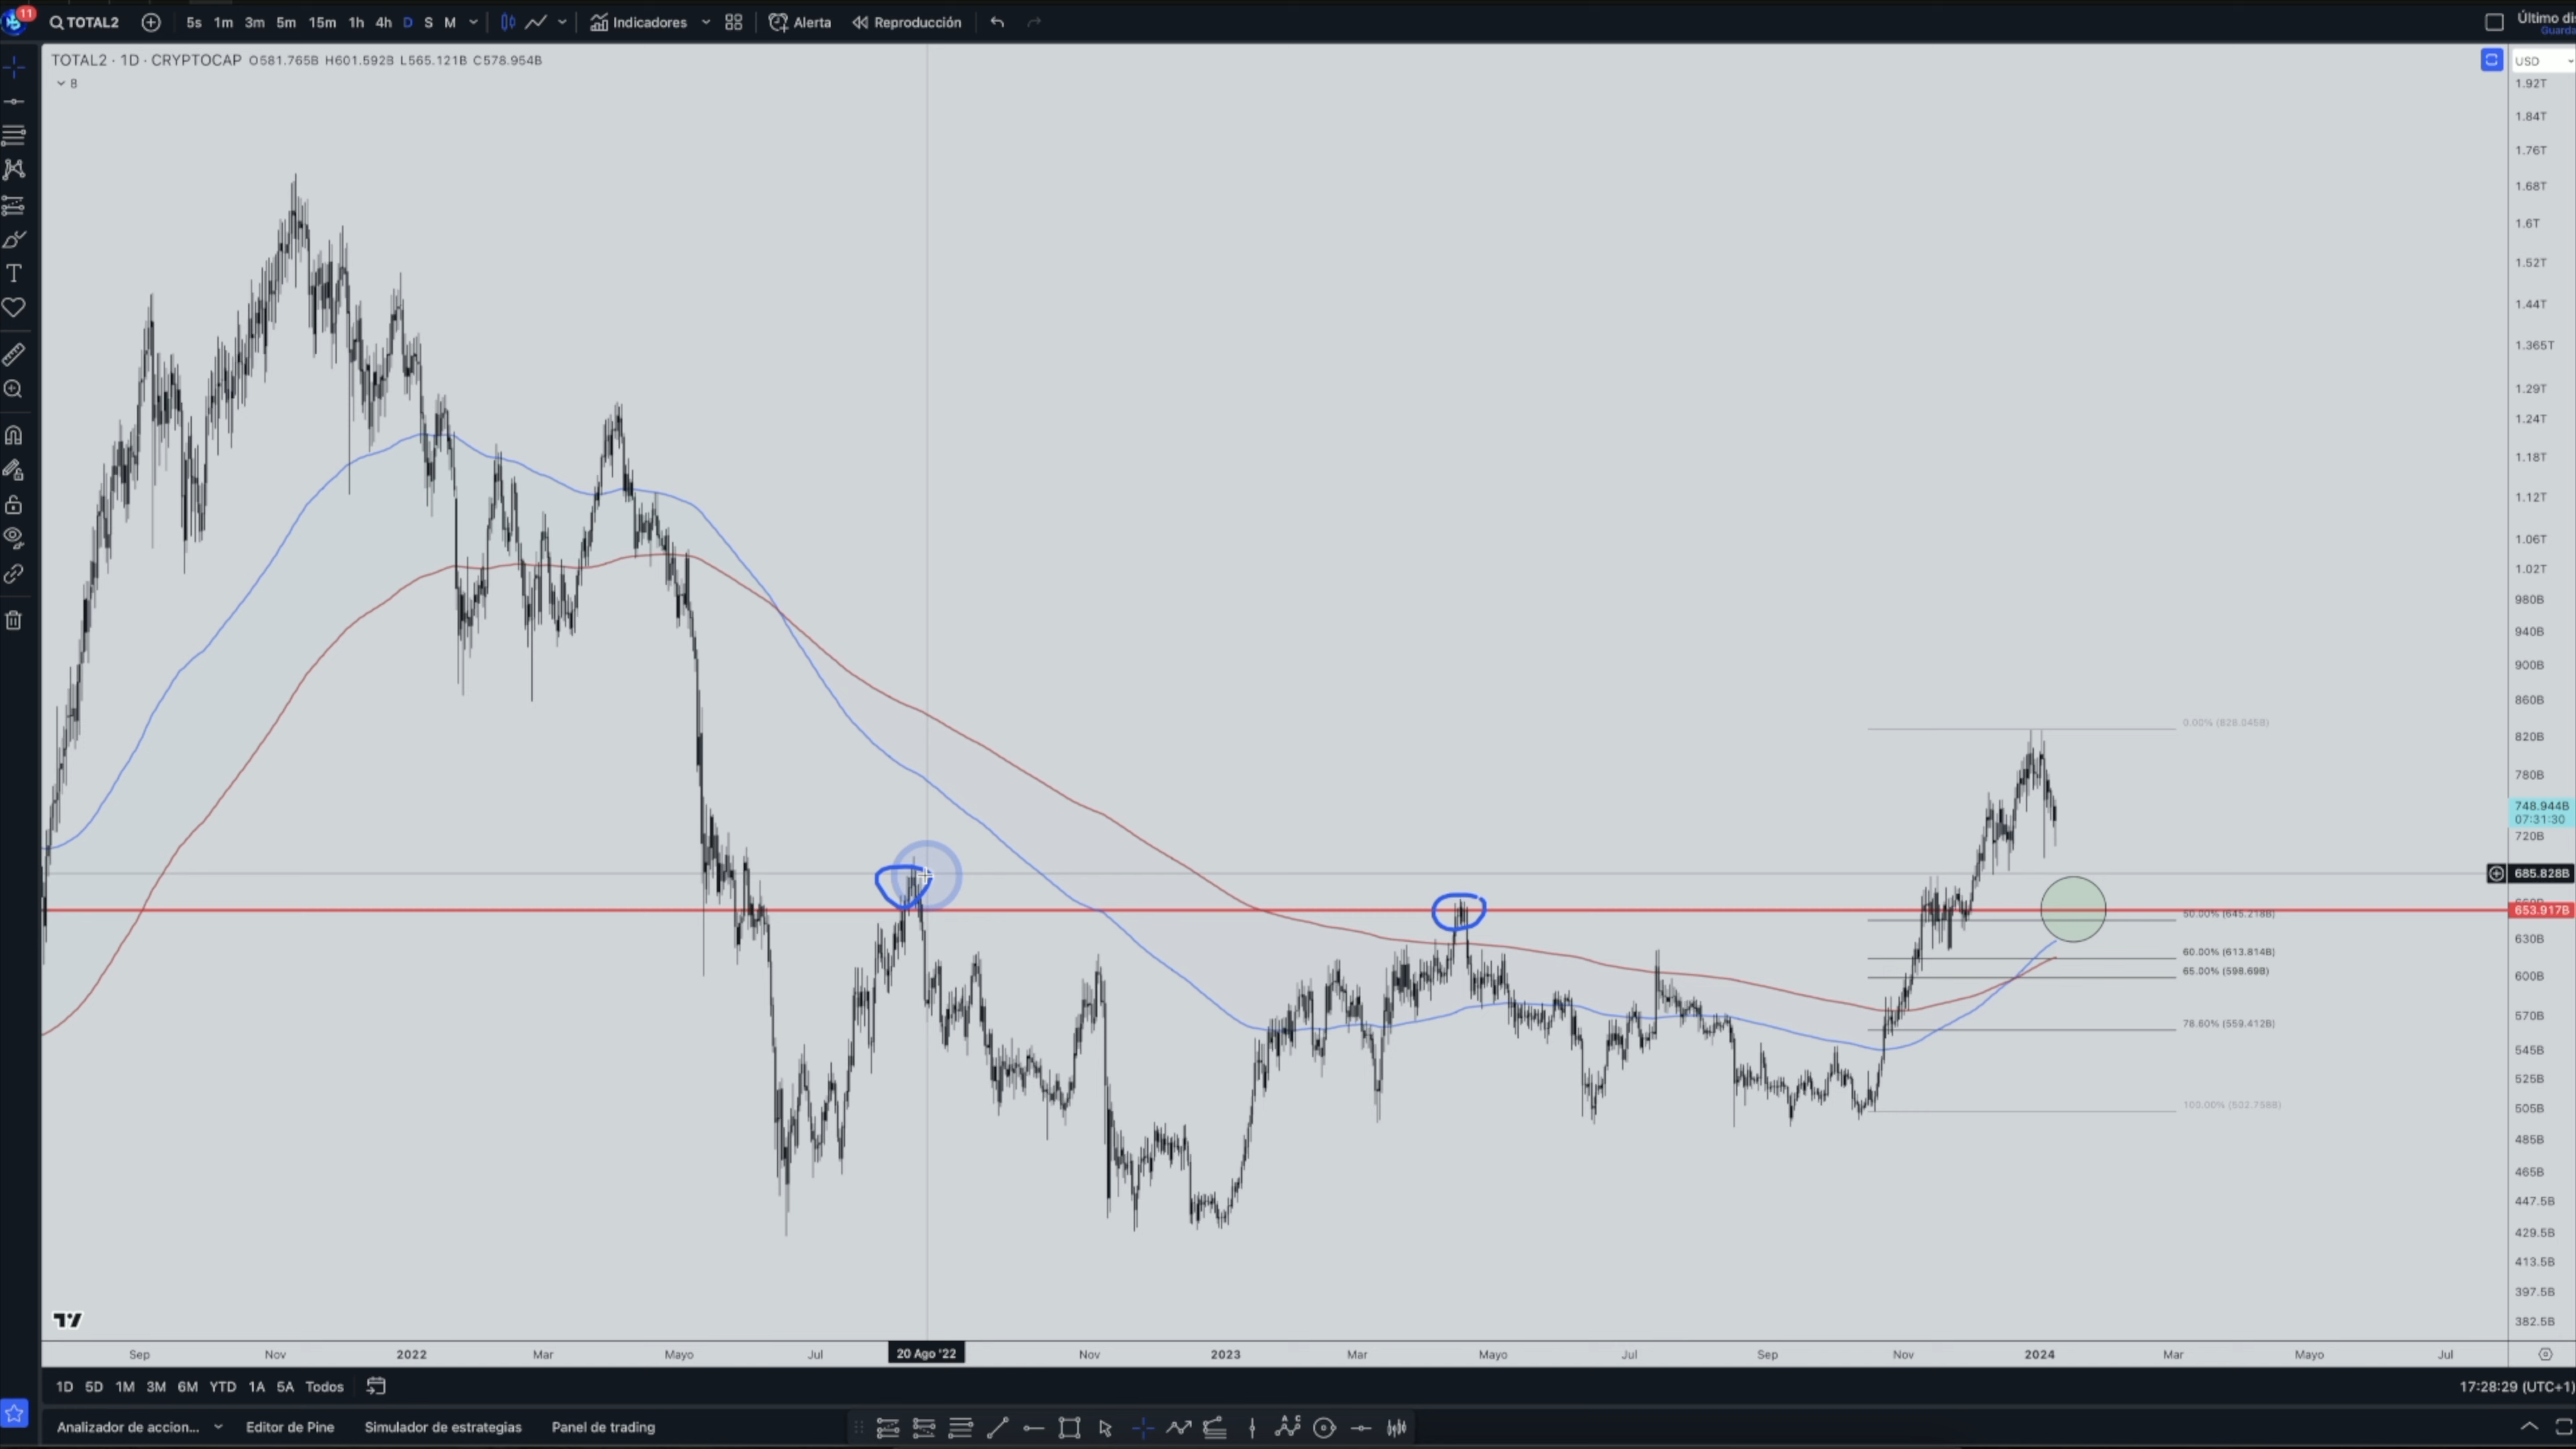 11
TOTAL2
5s 1m 3m 5m 15m 1h 4h D S M
Indicadores
Alerta
Reproducción
Último di
Guarda
TOTAL2 · 1D · CRYPTOCAP O581.765B H601.592B L565.121B C578.954B
8
USD
1.92T
1.84T
1.76T
1.68T
1.6T
1.52T
1.44T
1.365T
1.29T
1.24T
1.18T
1.12T
1.06T
1.02T
980B
940B
900B
860B
0.00% (828.045B)
820B
780B
748.944B
07:31:30
720B
685.828B
653.917B
50.00% (645.218B)
630B
60.00% (613.814B)
65.00% (598.69B)
600B
570B
78.60% (559.412B)
545B
525B
100.00% (502.758B)
505B
485B
465B
447.5B
429.5B
413.5B
397.5B
382.5B
Sep Nov 2022 Mar Mayo Jul 20 Ago '22 Nov 2023 Mar Mayo Jul Sep Nov 2024 Mar Mayo Jul
1D 5D 1M 3M 6M YTD 1A 5A Todos
17:28:29 (UTC+1)
Analizador de accion...
Editor de Pine
Simulador de estrategias
Panel de trading